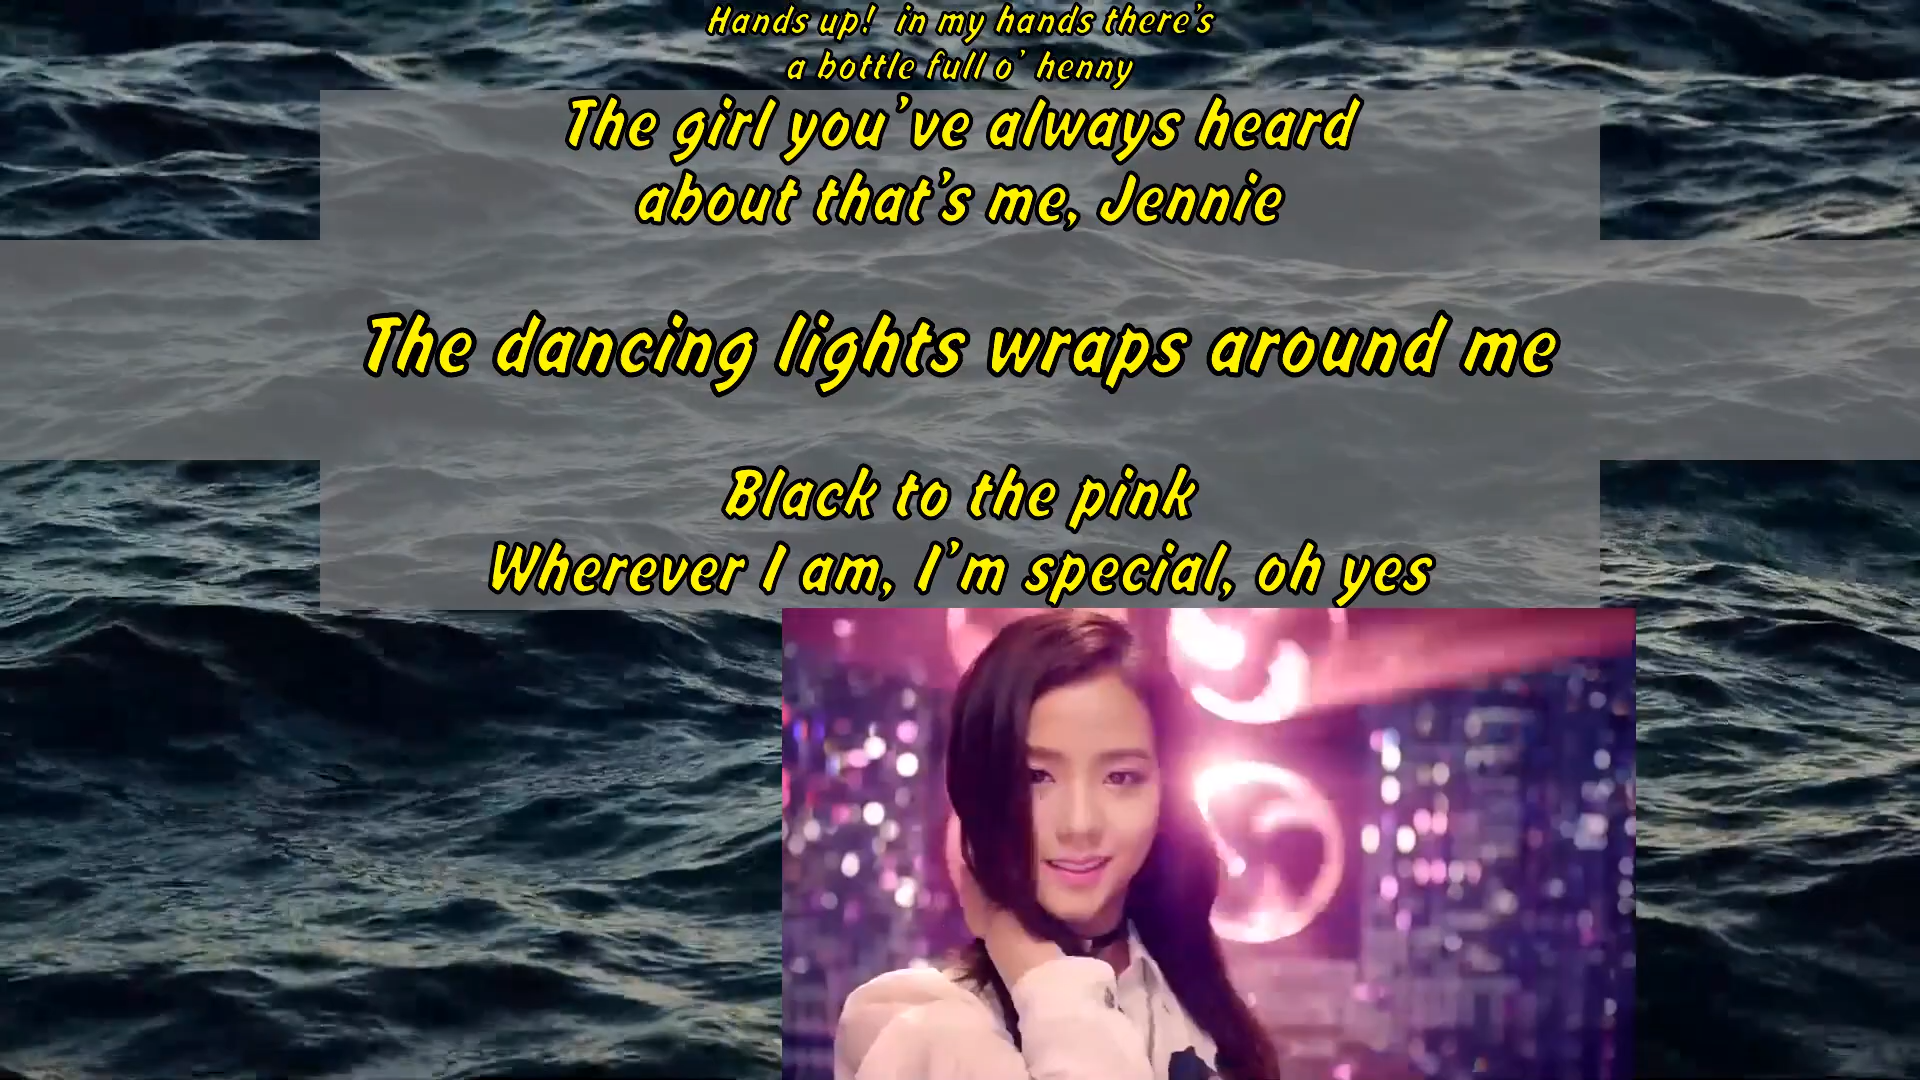 Hands up!  in my hands there's
a bottle full o' henny
The girl you've always heard
about that's me, Jennie
The dancing lights wraps around me
Black to the pink
Wherever I am, I'm special, oh yes